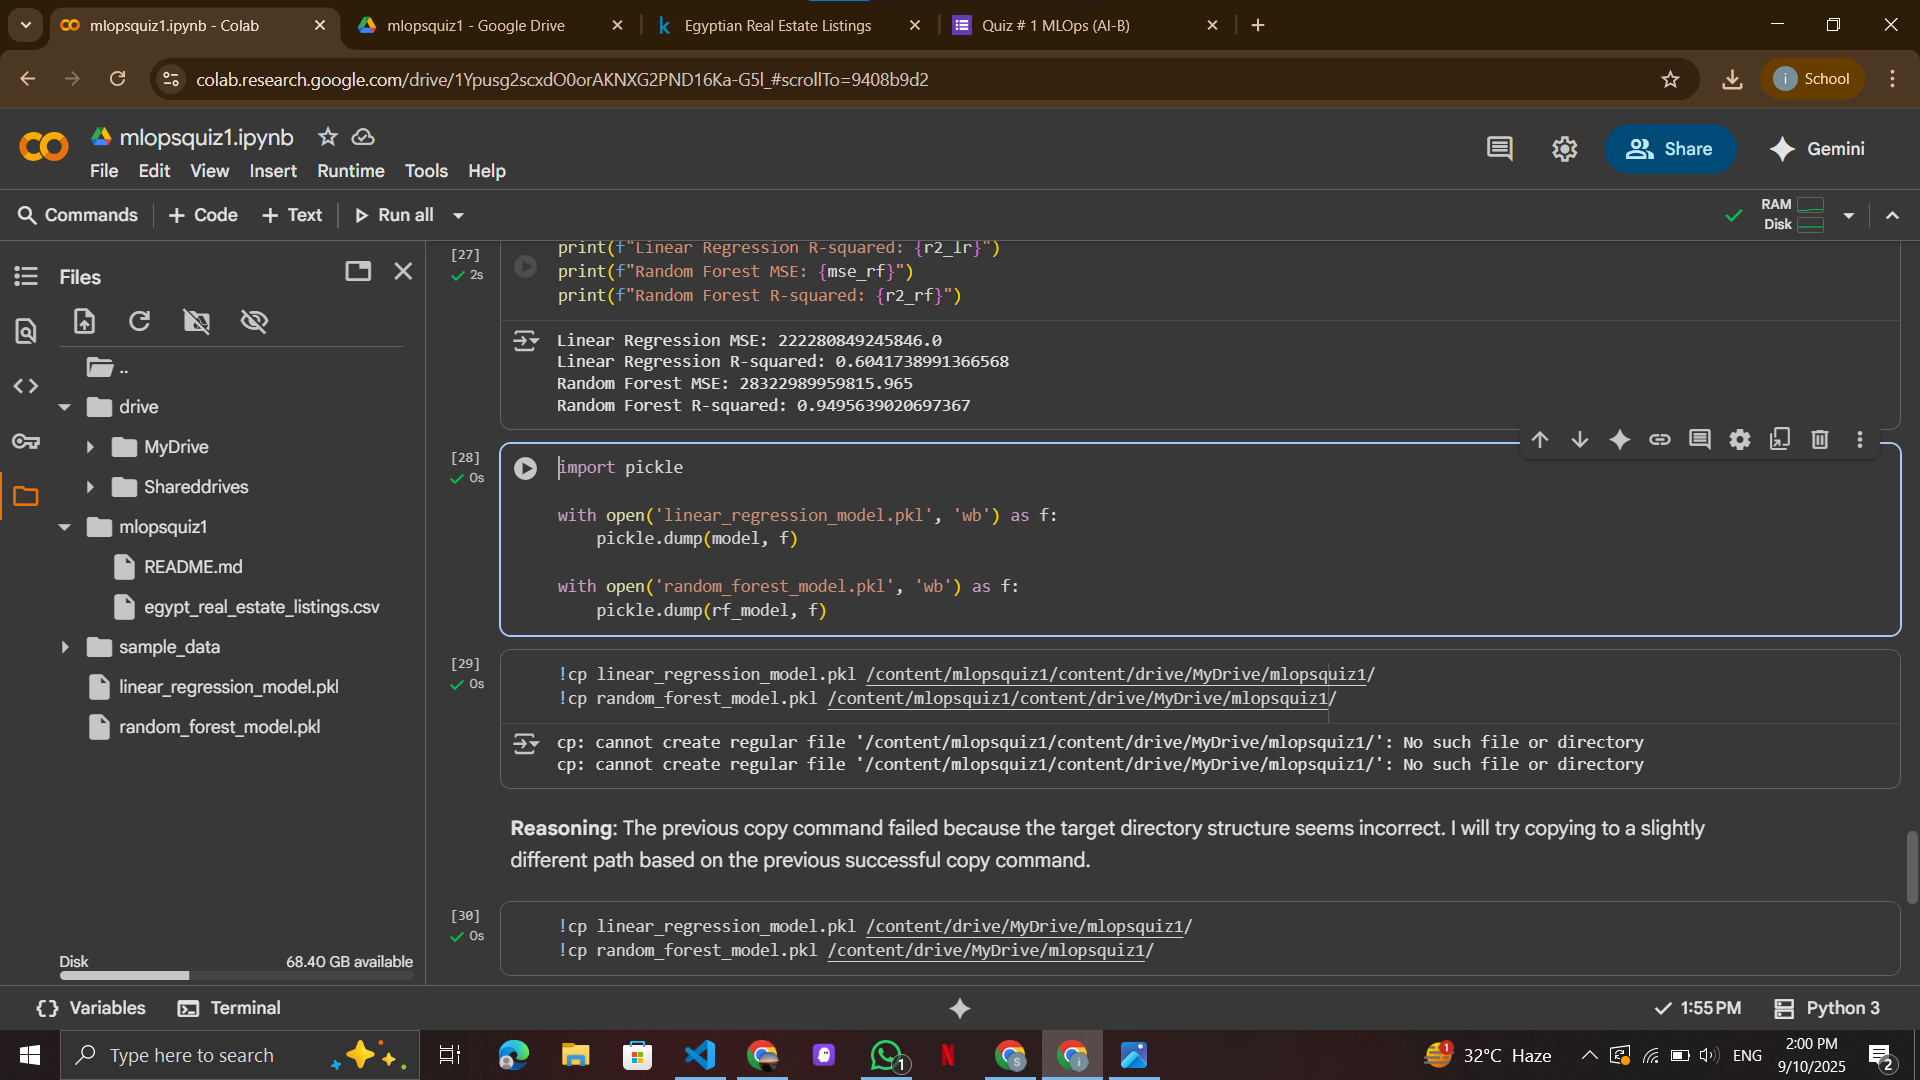 mlopsquiz1.ipynb - Colab
mlopsquiz1 - Google Drive
Egyptian Real Estate Listings
Quiz # 1 MLOps (AI-B)
colab.research.google.com/drive/1Ypusg2scxdO0orAKNXG2PND16Ka-G5l_#scrollTo=9408b9d2
i School
mlopsquiz1.ipynb
File Edit View Insert Runtime Tools Help
Share
Gemini
Commands + Code + Text Run all
RAM
Disk
Files
..
drive
MyDrive
Shareddrives
mlopsquiz1
README.md
egypt_real_estate_listings.csv
sample_data
linear_regression_model.pkl
random_forest_model.pkl
Disk 68.40 GB available
[27]
2s
print(f"Linear Regression R-squared: {r2_lr}")
print(f"Random Forest MSE: {mse_rf}")
print(f"Random Forest R-squared: {r2_rf}")
Linear Regression MSE: 222280849245846.0
Linear Regression R-squared: 0.6041738991366568
Random Forest MSE: 28322989959815.965
Random Forest R-squared: 0.9495639020697367
[28]
0s
import pickle
with open('linear_regression_model.pkl', 'wb') as f:
pickle.dump(model, f)
with open('random_forest_model.pkl', 'wb') as f:
pickle.dump(rf_model, f)
[29]
0s
!cp linear_regression_model.pkl /content/mlopsquiz1/content/drive/MyDrive/mlopsquiz1/
!cp random_forest_model.pkl /content/mlopsquiz1/content/drive/MyDrive/mlopsquiz1/
cp: cannot create regular file '/content/mlopsquiz1/content/drive/MyDrive/mlopsquiz1/': No such file or directory
cp: cannot create regular file '/content/mlopsquiz1/content/drive/MyDrive/mlopsquiz1/': No such file or directory
Reasoning: The previous copy command failed because the target directory structure seems incorrect. I will try copying to a slightly
different path based on the previous successful copy command.
[30]
0s
!cp linear_regression_model.pkl /content/drive/MyDrive/mlopsquiz1/
!cp random_forest_model.pkl /content/drive/MyDrive/mlopsquiz1/
{} Variables
Terminal
1:55 PM
Python 3
Type here to search
1
S
i
1
32°C Haze
ENG
2:00 PM
9/10/2025
2